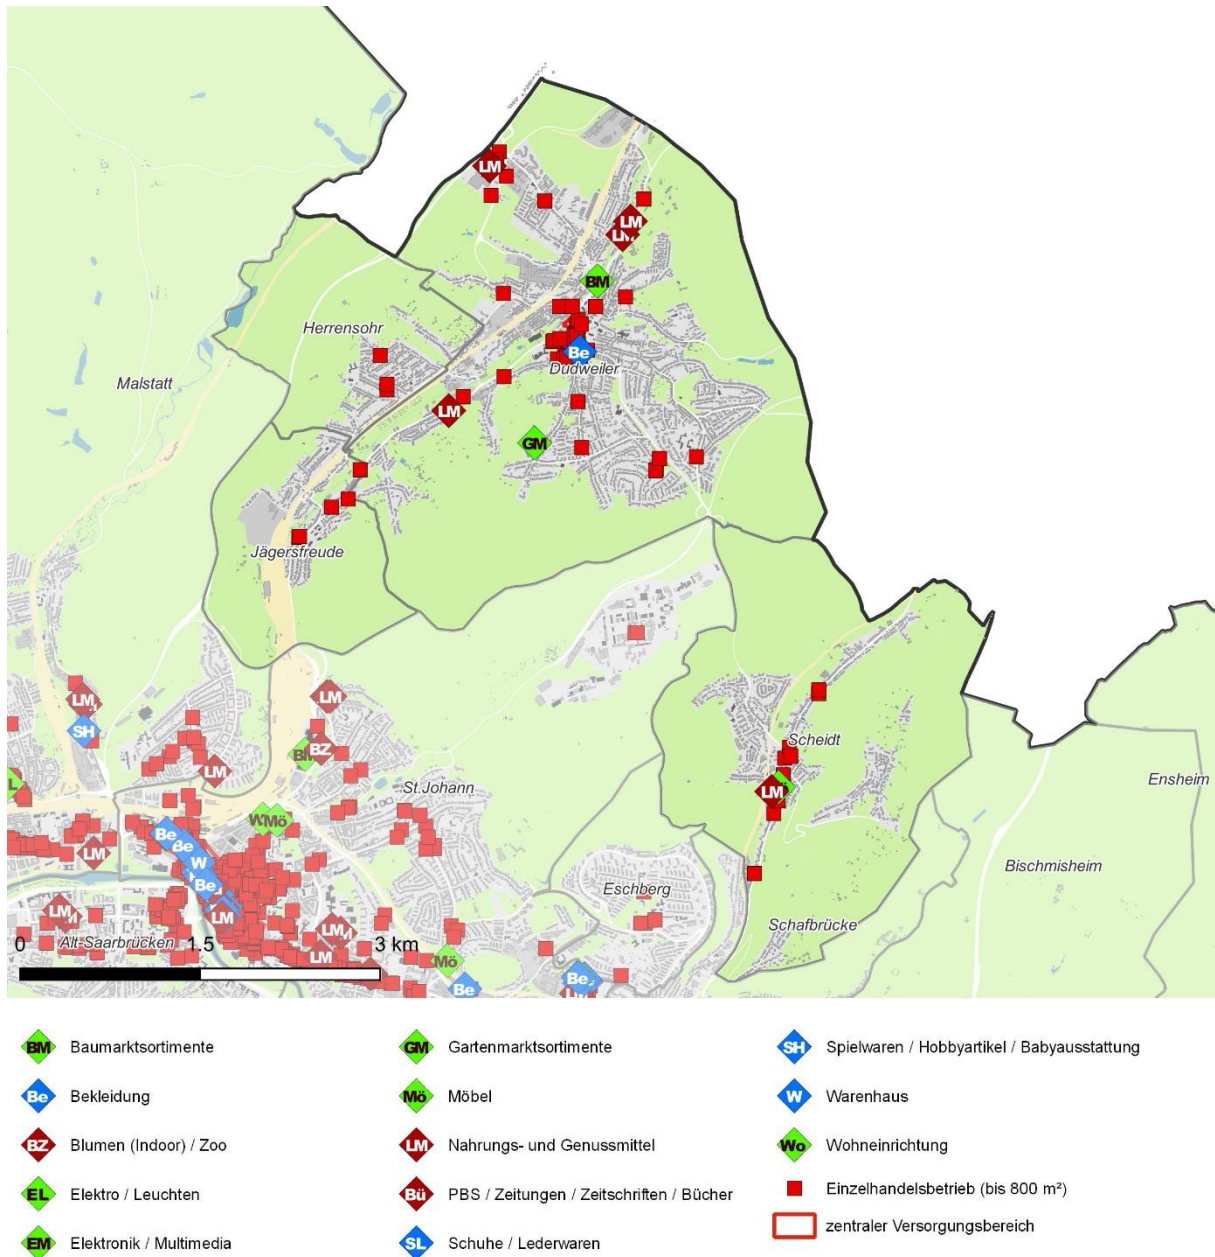 LM
LM
LM
BM
Herrensohr
Be
Malstatt
Dudweiler
LM
GM
Jägersfreude
LM
LM
SH
BZ
Scheidt
LM
Ensheim
St.Johann
LM
Mö
Be
Be
W
LM
Be
Bischmisheim
Eschberg
LM
LM
LM
Schafbrücke
Alt-Saarbrücken
0 1.5 3 km
LM
Mö
Be
Be
BM Baumarktsortimente
Be Bekleidung
BZ Blumen (Indoor) / Zoo
EL Elektro / Leuchten
EM Elektronik / Multimedia
GM Gartenmarktsortimente
Mö Möbel
LM Nahrungs- und Genussmittel
Bü PBS / Zeitungen / Zeitschriften / Bücher
SL Schuhe / Lederwaren
SH Spielwaren / Hobbyartikel / Babyausstattung
W Warenhaus
Wo Wohneinrichtung
Einzelhandelsbetrieb (bis 800 m²)
zentraler Versorgungsbereich